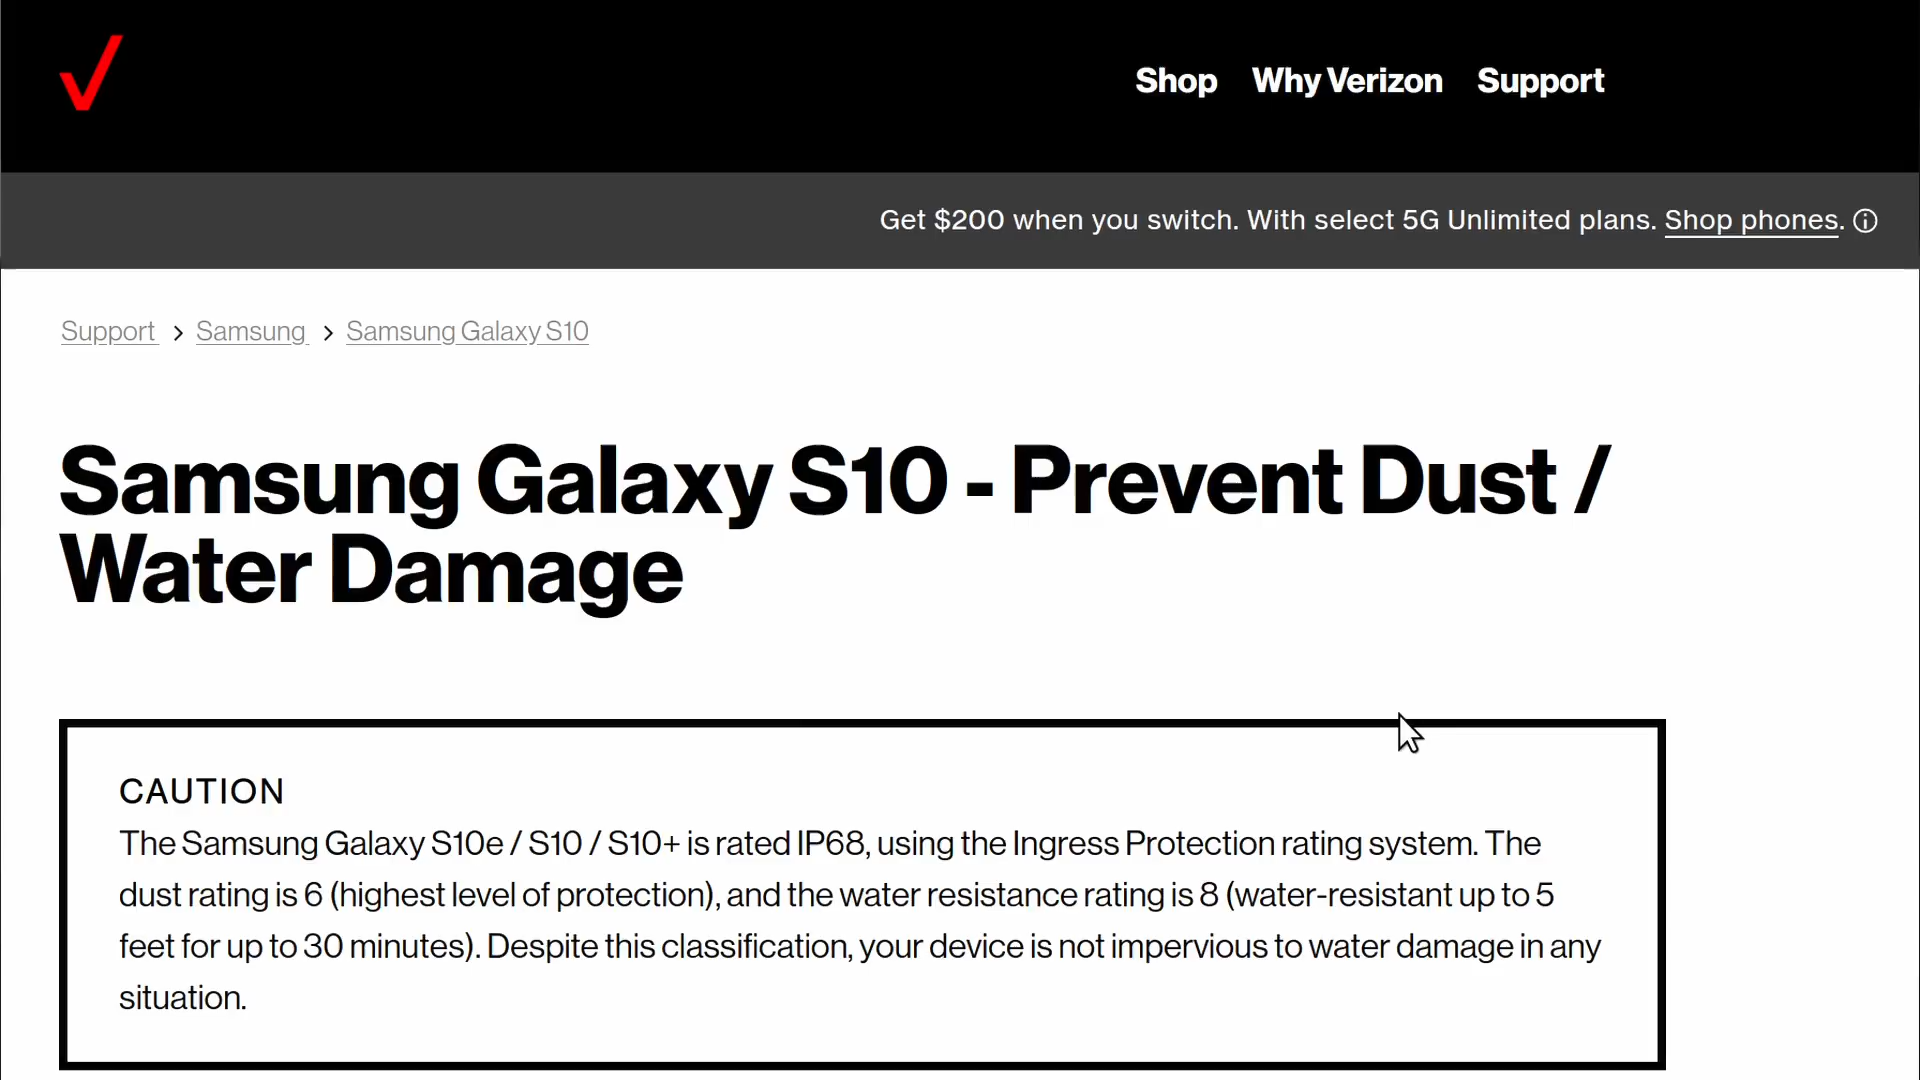 Shop Why Verizon Support
Get $200 when you switch. With select 5G Unlimited plans. Shop phones.
Support > Samsung > Samsung Galaxy S10
Samsung Galaxy S10 - Prevent Dust /
Water Damage
CAUTION
The Samsung Galaxy S10e / S10 / S10+ is rated IP68, using the Ingress Protection rating system. The
dust rating is 6 (highest level of protection), and the water resistance rating is 8 (water-resistant up to 5
feet for up to 30 minutes). Despite this classification, your device is not impervious to water damage in any
situation.